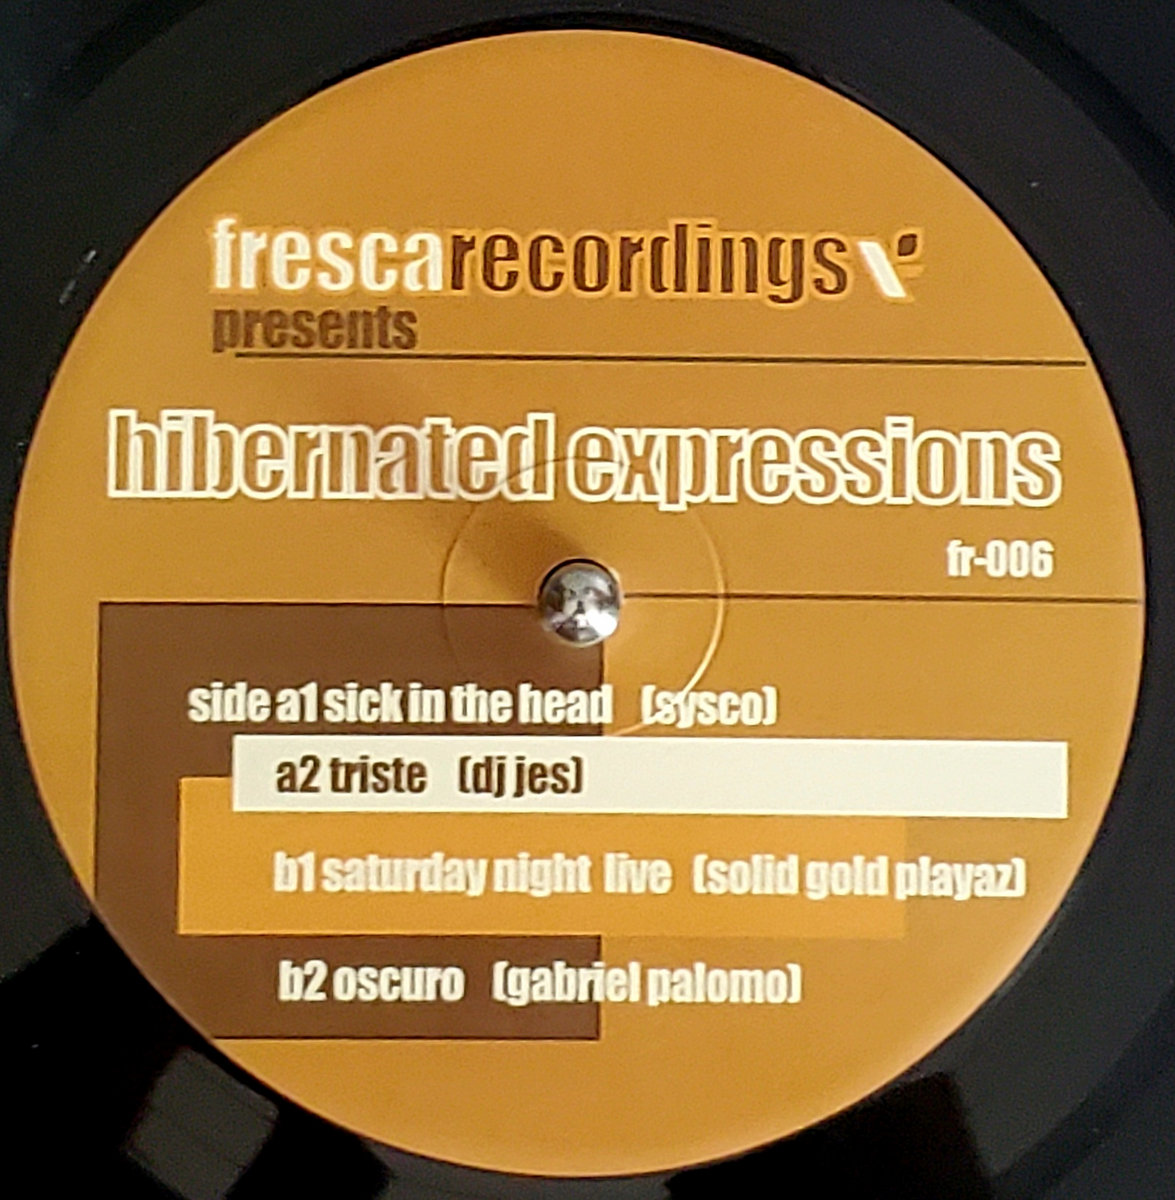 frescarecordings
presents
hibernated expressions
fr-006
side a1 sick in the head (sysco)
a2 triste (dj jes)
b1 saturday night live (solid gold playaz)
b2 oscuro (gabriel palomo)